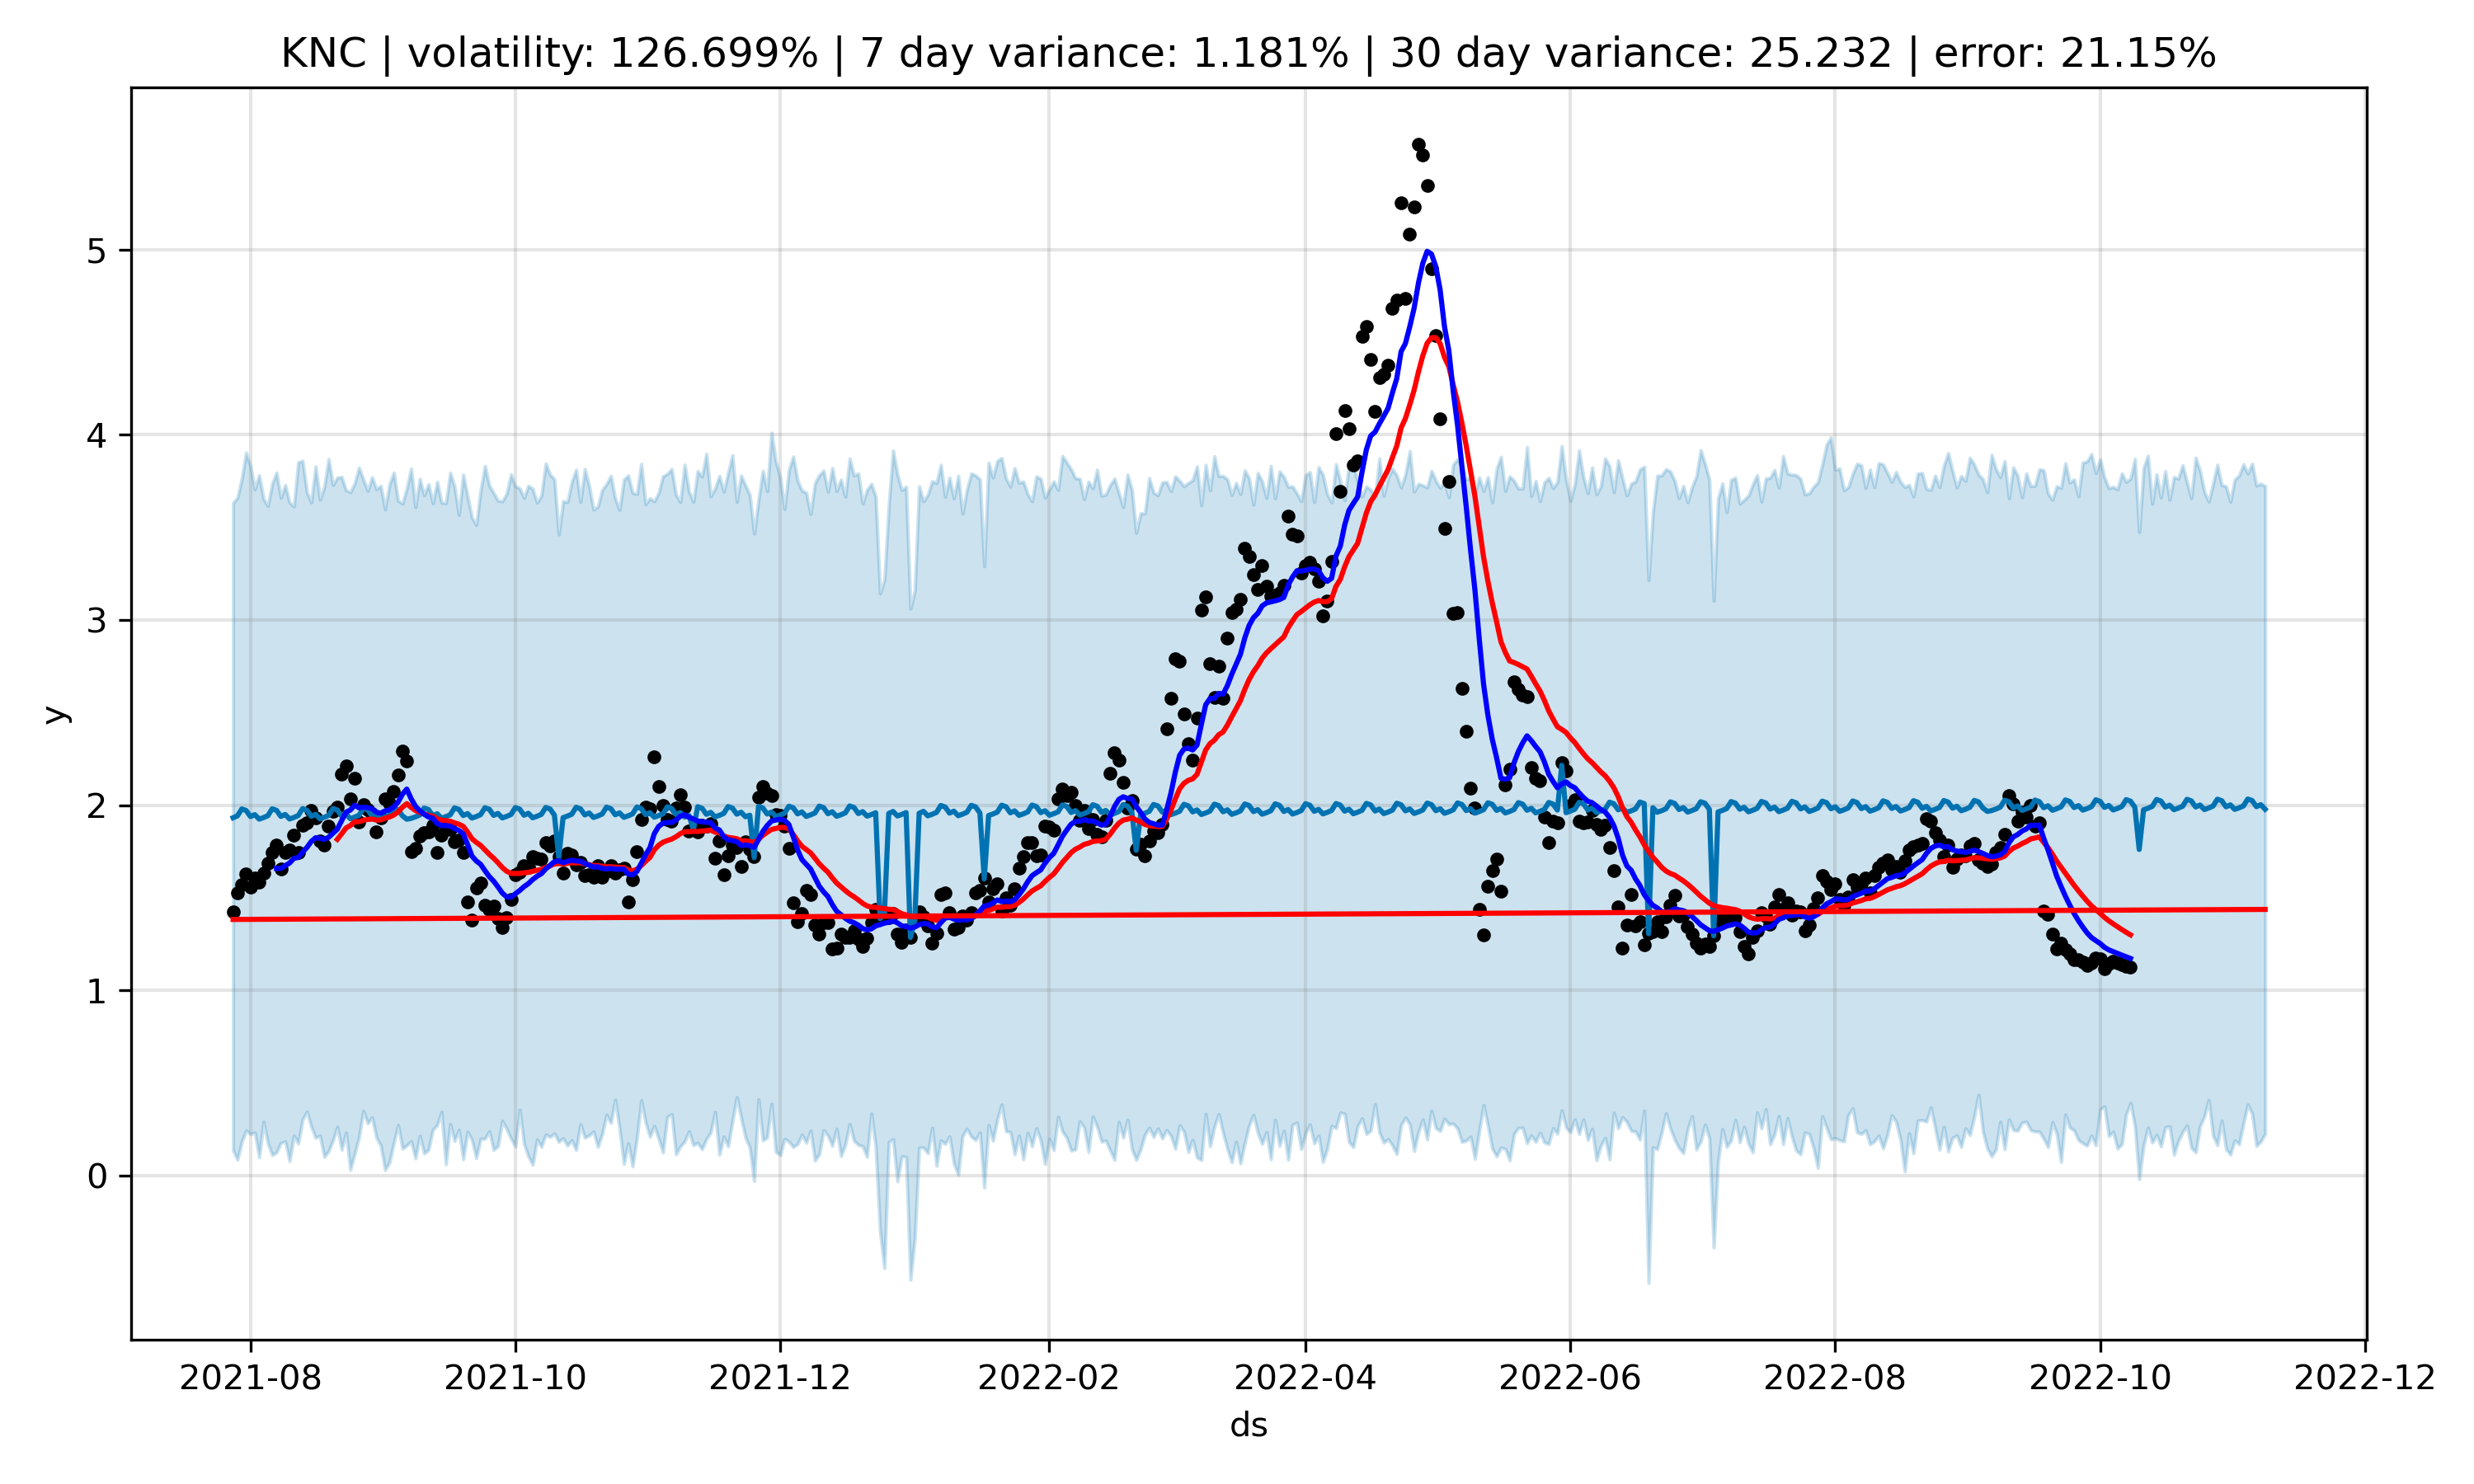 KNC | volatility: 126.699% | 7 day variance: 1.181% | 30 day variance: 25.232 | error: 21.15%
5
4
3
2
1
0
y
2021-08 2021-10 2021-12 2022-02 2022-04 2022-06 2022-08 2022-10 2022-12
ds